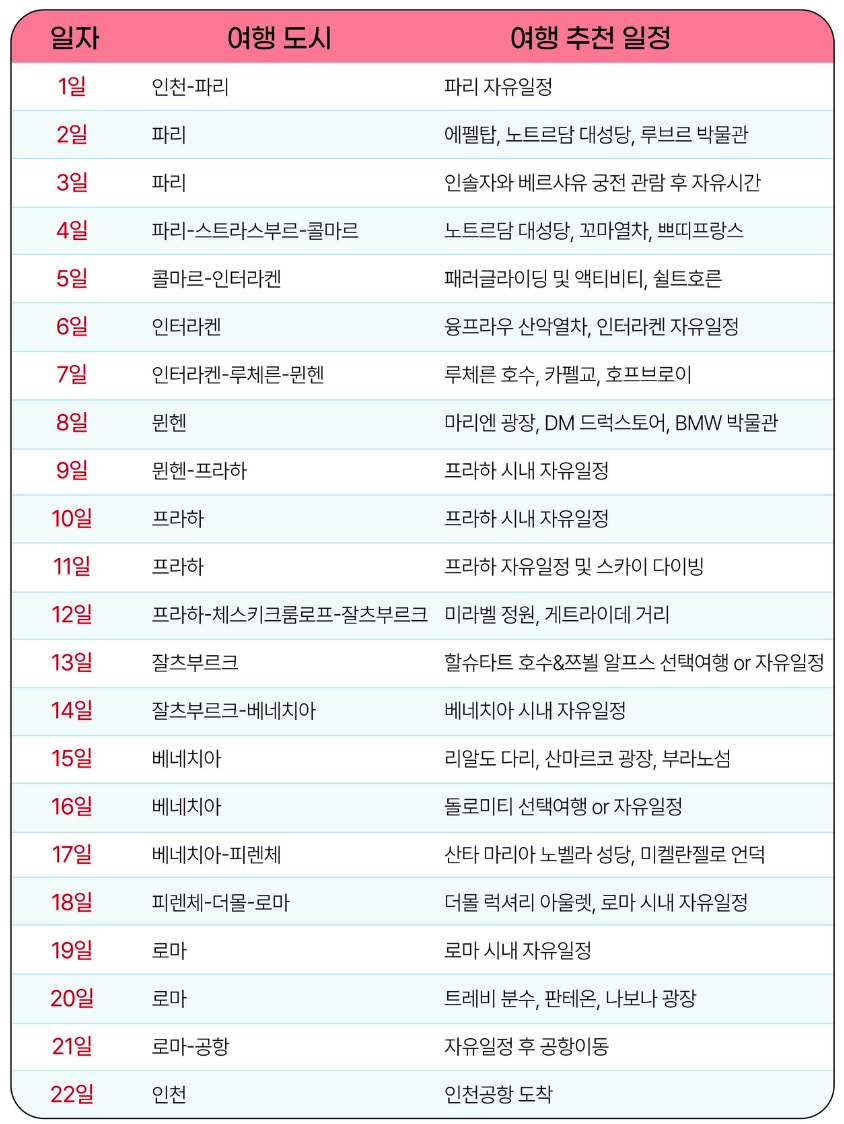 일자 여행 도시 여행 추천 일정
1일 인천-파리 파리 자유일정
2일 파리 에펠탑, 노트르담 대성당, 루브르 박물관
3일 파리 인솔자와 베르샤유 궁전 관람 후 자유시간
4일 파리-스트라스부르-콜마르 노트르담 대성당, 꼬마열차, 쁘띠프랑스
5일 콜마르-인터라켄 패러글라이딩 및 액티비티, 쉴트호른
6일 인터라켄 융프라우 산악열차, 인터라켄 자유일정
7일 인터라켄-루체른-뮌헨 루체른 호수, 카펠교, 호프브로이
8일 뮌헨 마리엔 광장, DM 드럭스토어, BMW 박물관
9일 뮌헨-프라하 프라하 시내 자유일정
10일 프라하 프라하 시내 자유일정
11일 프라하 프라하 자유일정 및 스카이 다이빙
12일 프라하-체스키크룸로프-잘츠부르크 미라벨 정원, 게트라이데 거리
13일 잘츠부르크 할슈타트 호수&쯔뵐 알프스 선택여행 or 자유일정
14일 잘츠부르크-베네치아 베네치아 시내 자유일정
15일 베네치아 리알도 다리, 산마르코 광장, 부라노섬
16일 베네치아 돌로미티 선택여행 or 자유일정
17일 베네치아-피렌체 산타 마리아 노벨라 성당, 미켈란젤로 언덕
18일 피렌체-더몰-로마 더몰 럭셔리 아울렛, 로마 시내 자유일정
19일 로마 로마 시내 자유일정
20일 로마 트레비 분수, 판테온, 나보나 광장
21일 로마-공항 자유일정 후 공항이동
22일 인천 인천공항 도착